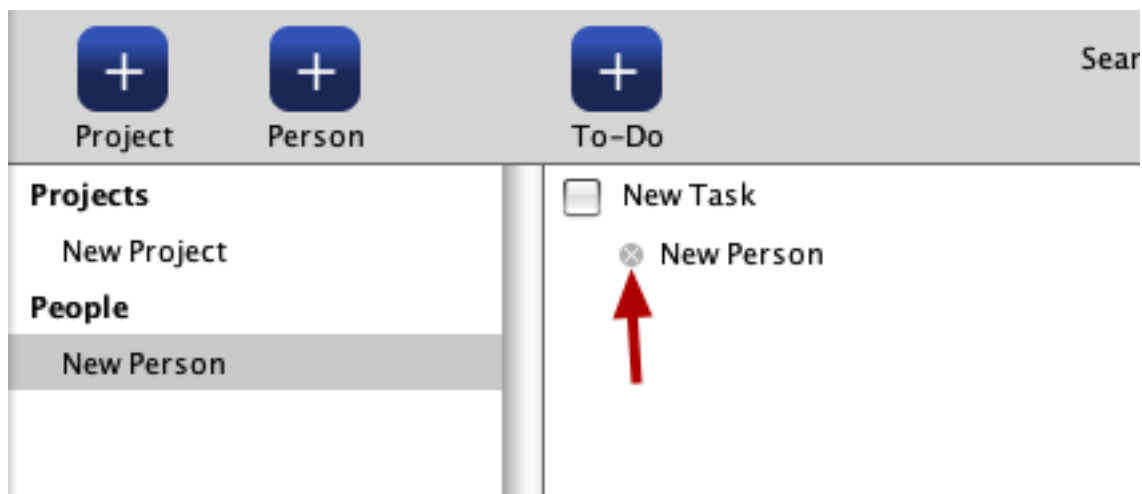 Project Person To-Do
Sear
Projects
New Project
People
New Person
New Task
New Person